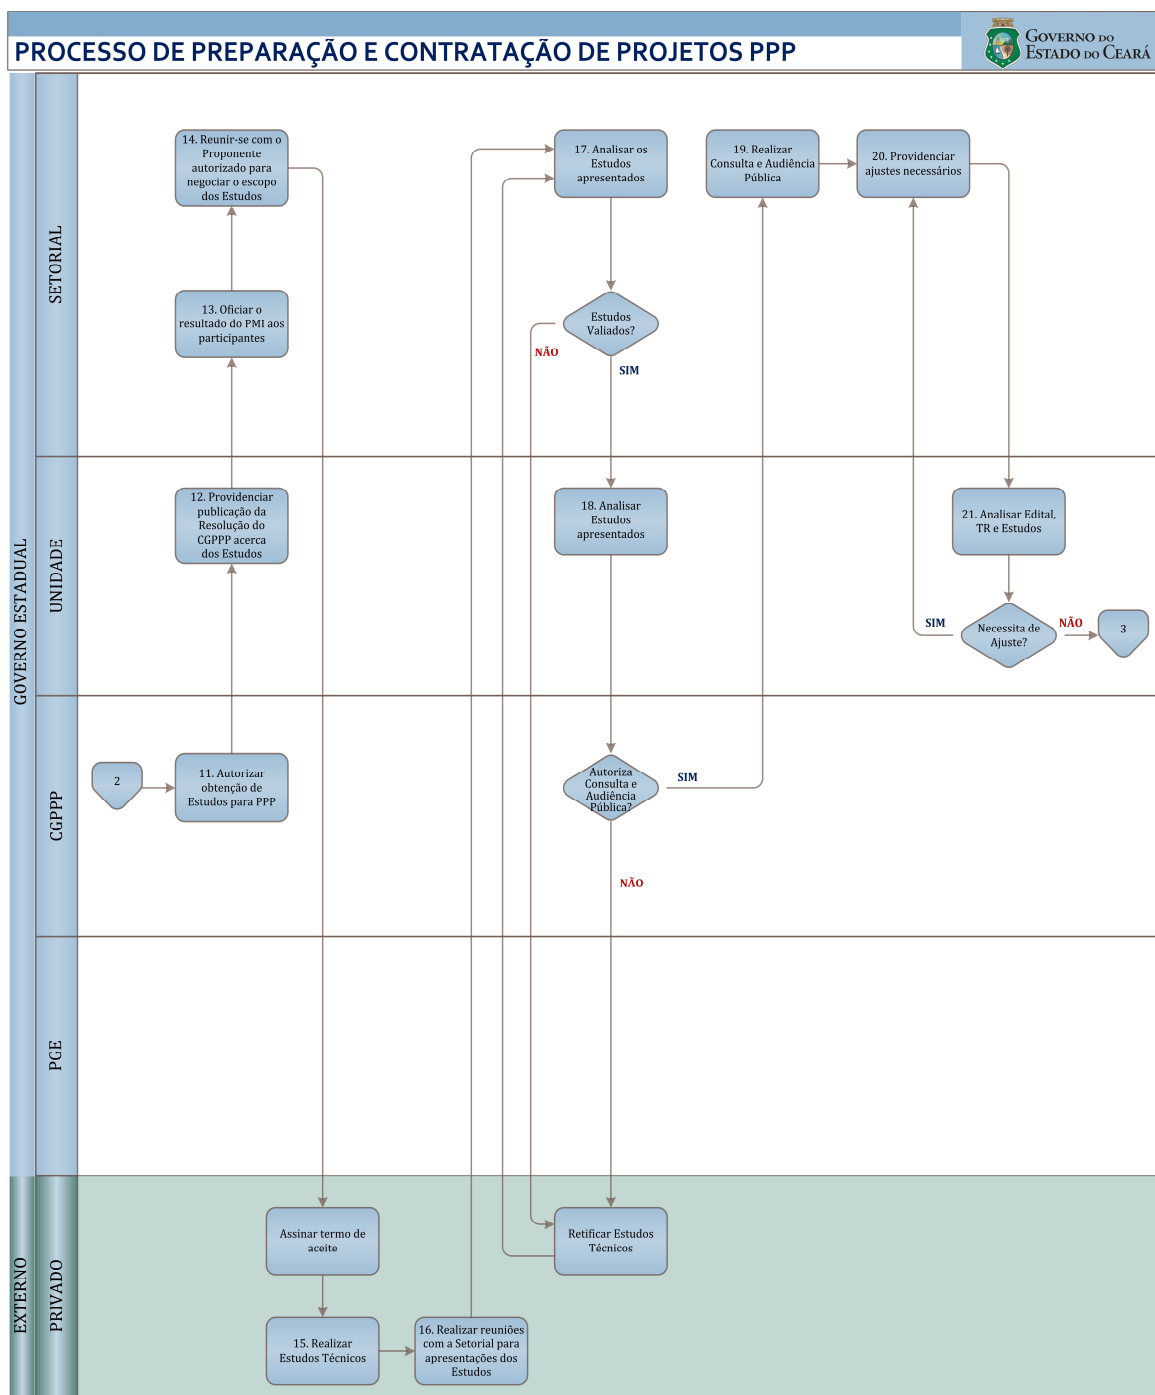 PROCESSO DE PREPARAÇÃO E CONTRATAÇÃO DE PROJETOS PPP
GOVERNO DO
ESTADO DO CEARÁ
GOVERNO ESTADUAL
SETORIAL
14. Reunir-se com o
Proponente
autorizado para
negociar o escopo
dos Estudos
17. Analisar os
Estudos
apresentados
19. Realizar
Consulta e Audiência
Pública
20. Providenciar
ajustes necessários
13. Oficiar o
resultado do PMI aos
participantes
Estudos
Valiados?
NÃO
SIM
UNIDADE
12. Providenciar
publicação da
Resolução do
CGPPP acerca
dos Estudos
18. Analisar
Estudos
apresentados
21. Analisar Edital,
TR e Estudos
SIM
Necessita de
Ajuste?
NÃO
3
CGPPP
2
11. Autorizar
obtenção de
Estudos para PPP
Autoriza
Consulta e
Audiência
Pública?
SIM
NÃO
PGE
EXTERNO
PRIVADO
Assinar termo de
aceite
Retificar Estudos
Técnicos
15. Realizar
Estudos Técnicos
16. Realizar reuniões
com a Setorial para
apresentações dos
Estudos